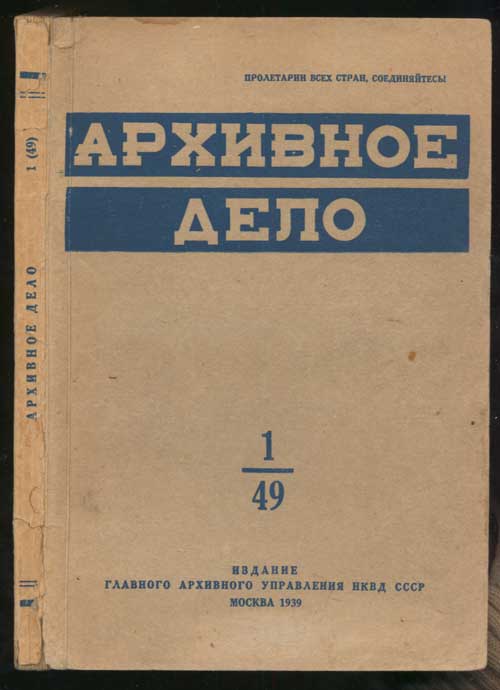 ПРОЛЕТАРИИ ВСЕХ СТРАН, СОЕДИНЯЙТЕСЬ!
АРХИВНОЕ
ДЕЛО
1
49
ИЗДАНИЕ
ГЛАВНОГО АРХИВНОГО УПРАВЛЕНИЯ НКВД СССР
МОСКВА 1939
АРХИВНОЕ ДЕЛО 1 (49)